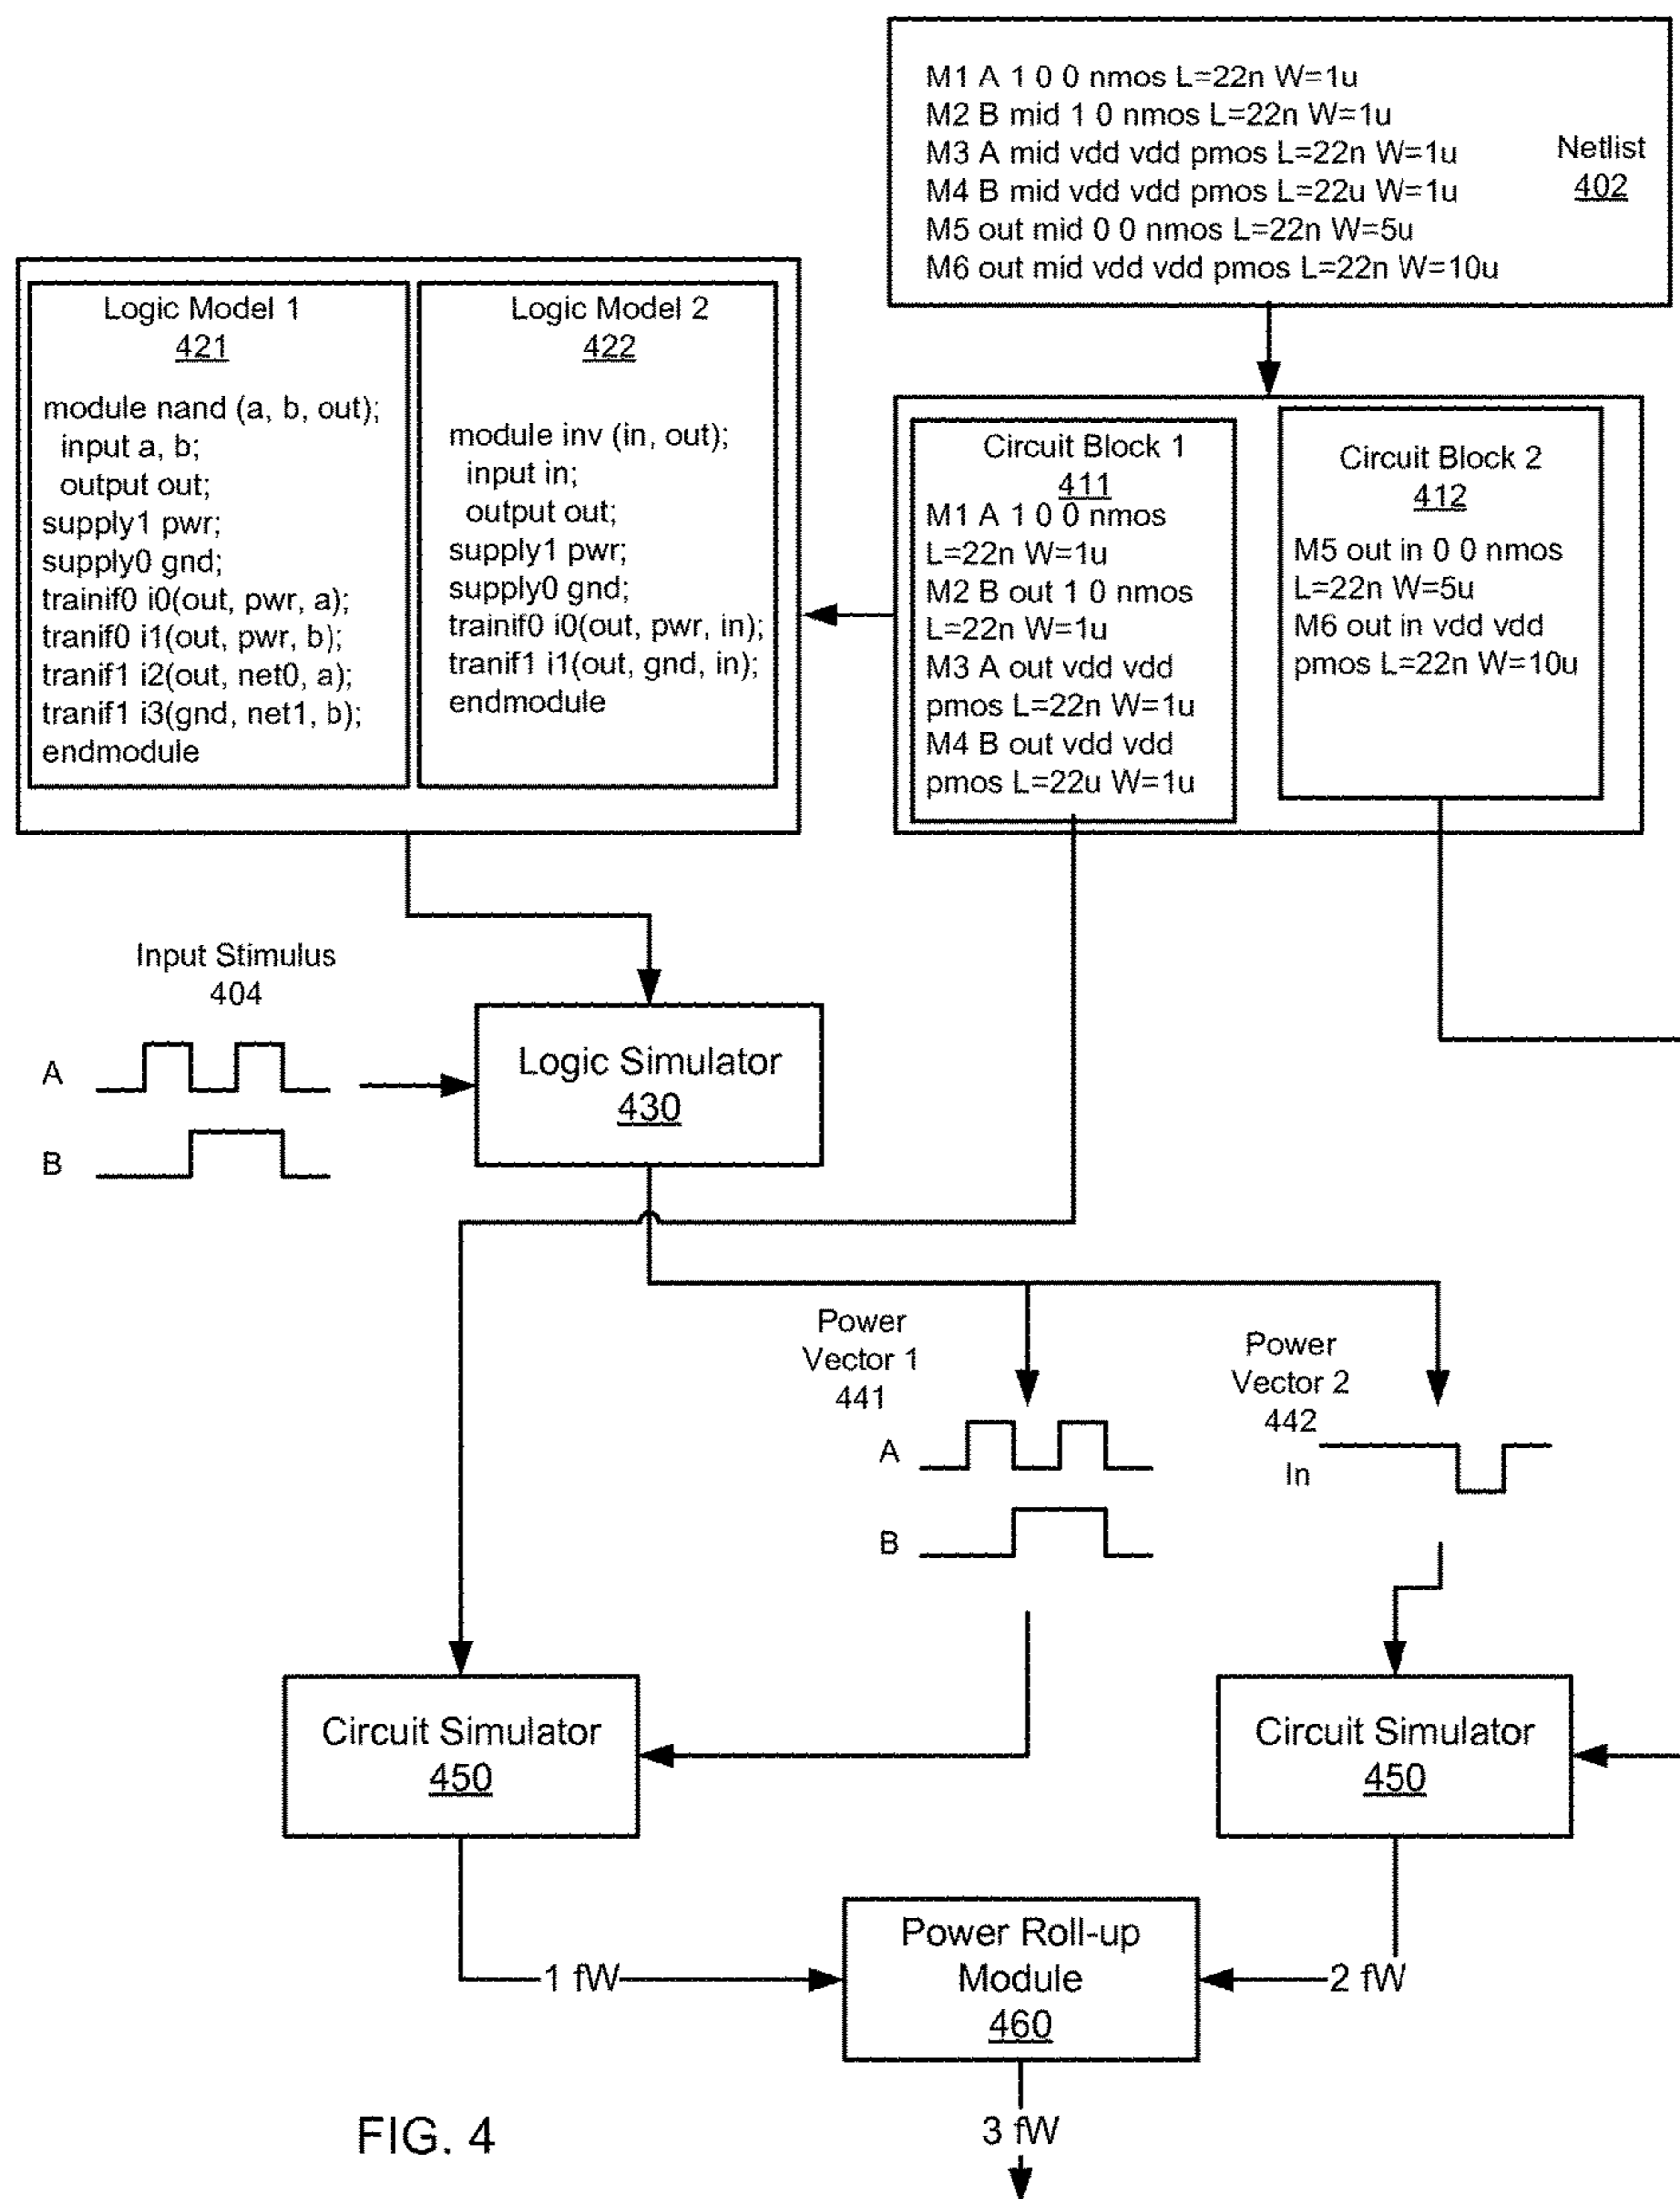 M1 A 1 0 0 nmos L=22n W=1u
M2 B mid 1 0 nmos L=22n W=1u
M3 A mid vdd vdd pmos L=22n W=1u
M4 B mid vdd vdd pmos L=22u W=1u
M5 out mid 0 0 nmos L=22n W=5u
M6 out mid vdd vdd pmos L=22n W=10u
Netlist
402
Logic Model 1
421
module nand (a, b, out);
input a, b;
output out;
supply1 pwr;
supply0 gnd;
trainif0 i0(out, pwr, a);
tranif0 i1(out, pwr, b);
tranif1 i2(out, net0, a);
tranif1 i3(gnd, net1, b);
endmodule
Logic Model 2
422
module inv (in, out);
input in;
output out;
supply1 pwr;
supply0 gnd;
trainif0 i0(out, pwr, in);
tranif1 i1(out, gnd, in);
endmodule
Circuit Block 1
411
M1 A 1 0 0 nmos
L=22n W=1u
M2 B out 1 0 nmos
L=22n W=1u
M3 A out vdd vdd
pmos L=22n W=1u
M4 B out vdd vdd
pmos L=22u W=1u
Circuit Block 2
412
M5 out in 0 0 nmos
L=22n W=5u
M6 out in vdd vdd
pmos L=22n W=10u
Input Stimulus
404
A
B
Logic Simulator
430
Power
Vector 1
441
A
B
Power
Vector 2
442
In
Circuit Simulator
450
Circuit Simulator
450
1 fW
Power Roll-up
Module
460
2 fW
3 fW
FIG. 4